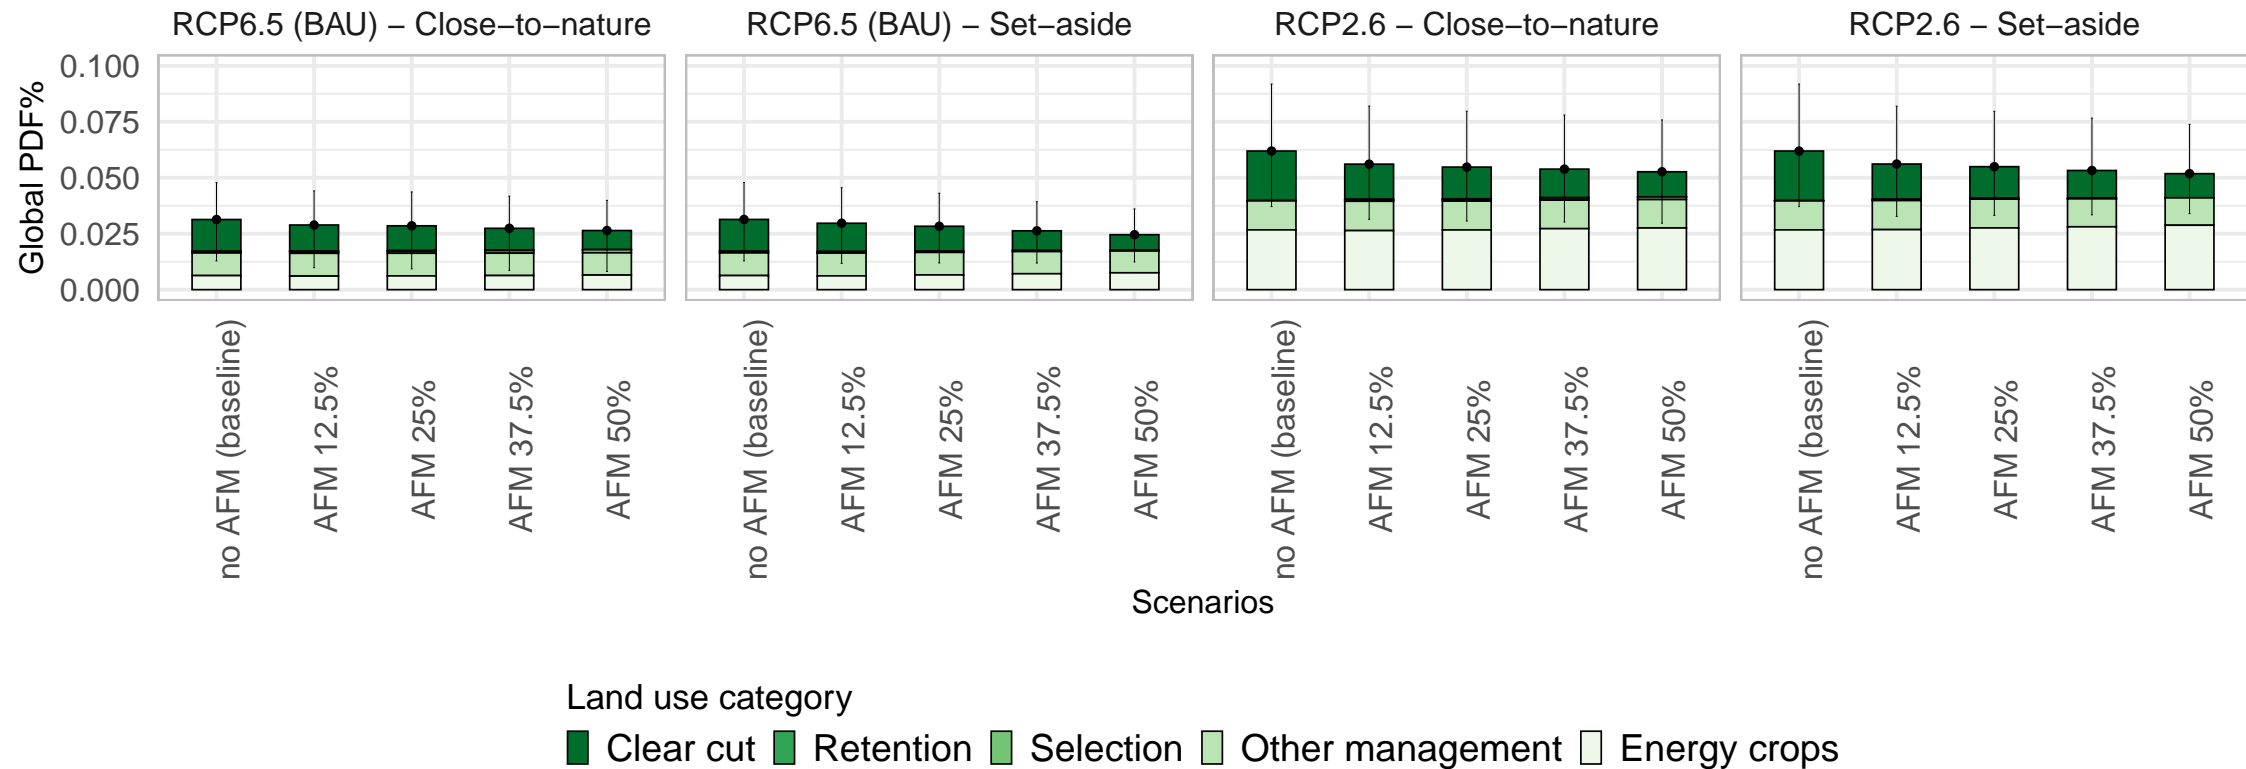 RCP6.5 (BAU) − Close−to−nature
RCP6.5 (BAU) − Set−aside
RCP2.6 − Close−to−nature
RCP2.6 − Set−aside
Global PDF%
0.100
0.075
0.050
0.025
0.000
no AFM (baseline)
AFM 12.5%
AFM 25%
AFM 37.5%
AFM 50%
no AFM (baseline)
AFM 12.5%
AFM 25%
AFM 37.5%
AFM 50%
no AFM (baseline)
AFM 12.5%
AFM 25%
AFM 37.5%
AFM 50%
no AFM (baseline)
AFM 12.5%
AFM 25%
AFM 37.5%
AFM 50%
Scenarios
Land use category
Clear cut
Retention
Selection
Other management
Energy crops